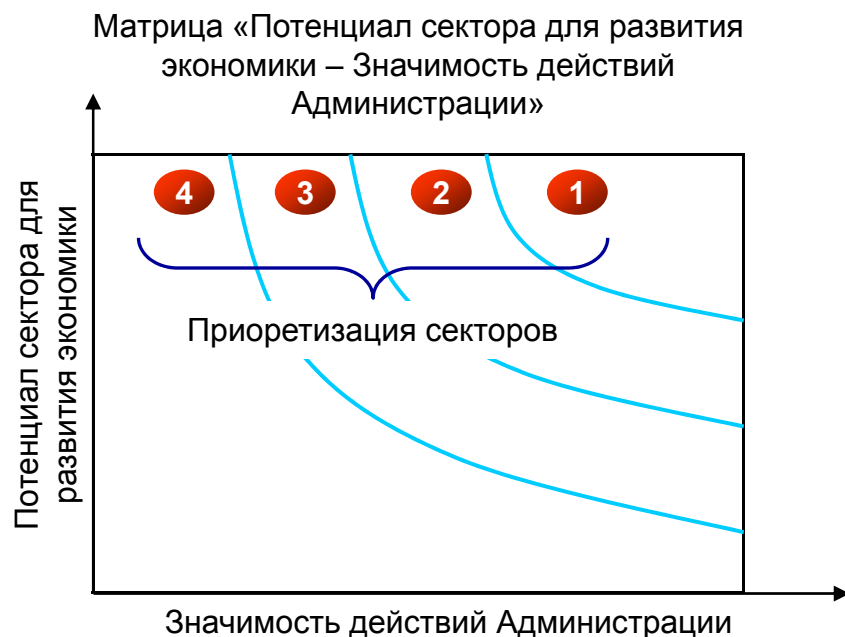 Матрица «Потенциал сектора для развития
экономики – Значимость действий
Администрации»
Потенциал сектора для
развития экономики
4
3
2
1
Приоретизация секторов
Значимость действий Администрации